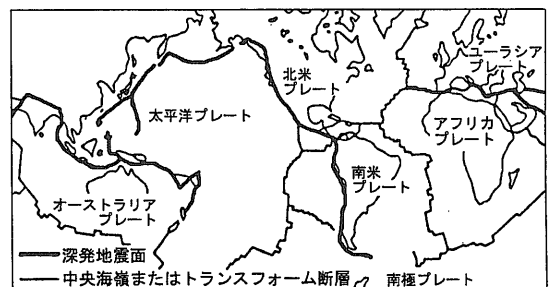 ユーラシア
プレート
北米
プレート
太平洋プレート
アフリカ
プレート
南米
プレート
オーストラリア
プレート
深発地震面
中央海嶺またはトランスフォーム断層
南極プレート